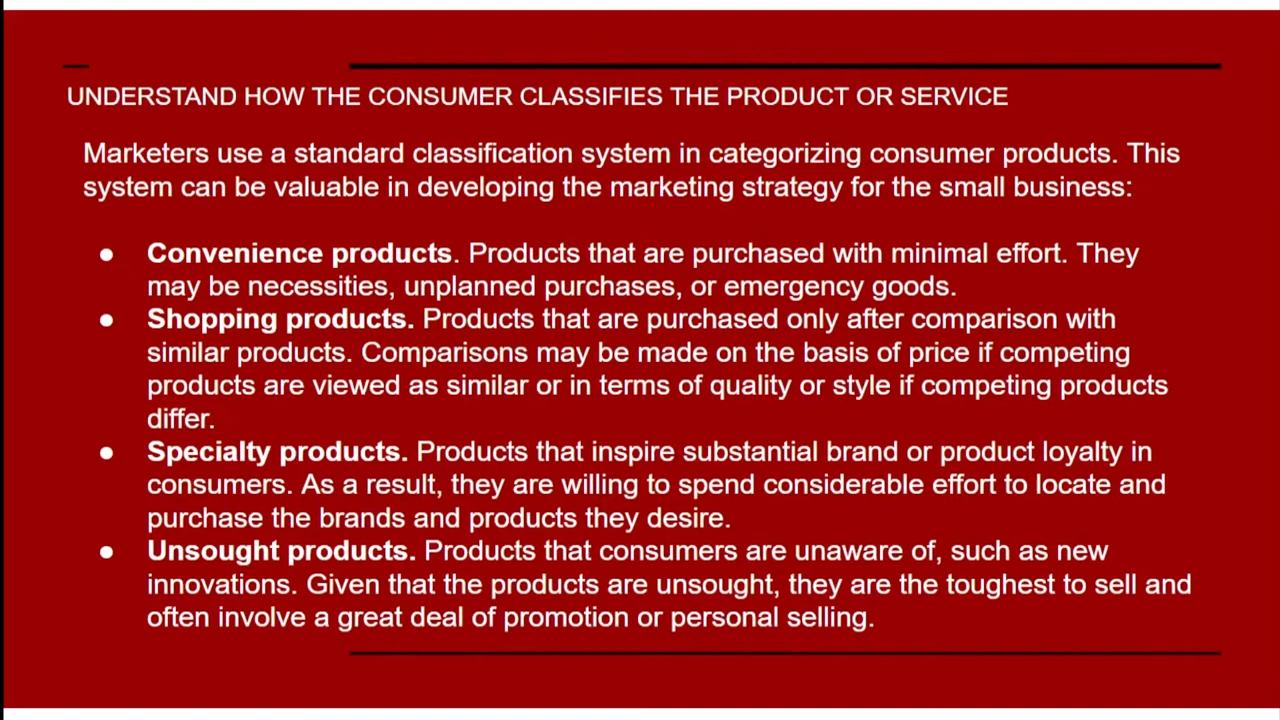 UNDERSTAND HOW THE CONSUMER CLASSIFIES THE PRODUCT OR SERVICE
Marketers use a standard classification system in categorizing consumer products. This
system can be valuable in developing the marketing strategy for the small business:
● Convenience products. Products that are purchased with minimal effort. They
may be necessities, unplanned purchases, or emergency goods.
● Shopping products. Products that are purchased only after comparison with
similar products. Comparisons may be made on the basis of price if competing
products are viewed as similar or in terms of quality or style if competing products
differ.
● Specialty products. Products that inspire substantial brand or product loyalty in
consumers. As a result, they are willing to spend considerable effort to locate and
purchase the brands and products they desire.
● Unsought products. Products that consumers are unaware of, such as new
innovations. Given that the products are unsought, they are the toughest to sell and
often involve a great deal of promotion or personal selling.